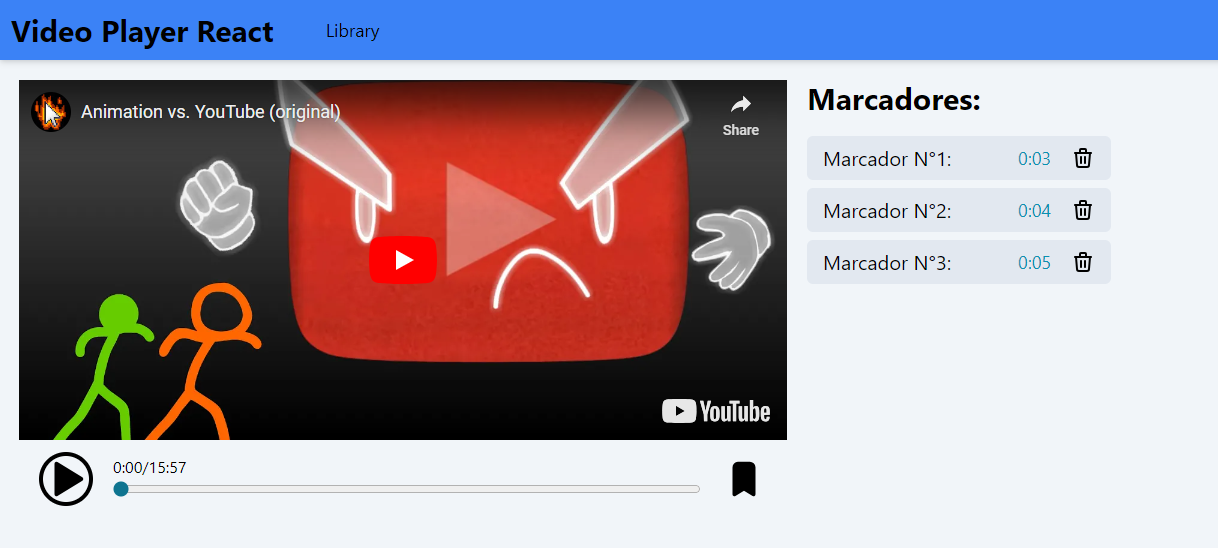 Video Player React
Library
Animation vs. YouTube (original)
Share
YouTube
0:00/15:57
Marcadores:
Marcador N°1: 0:03
Marcador N°2: 0:04
Marcador N°3: 0:05